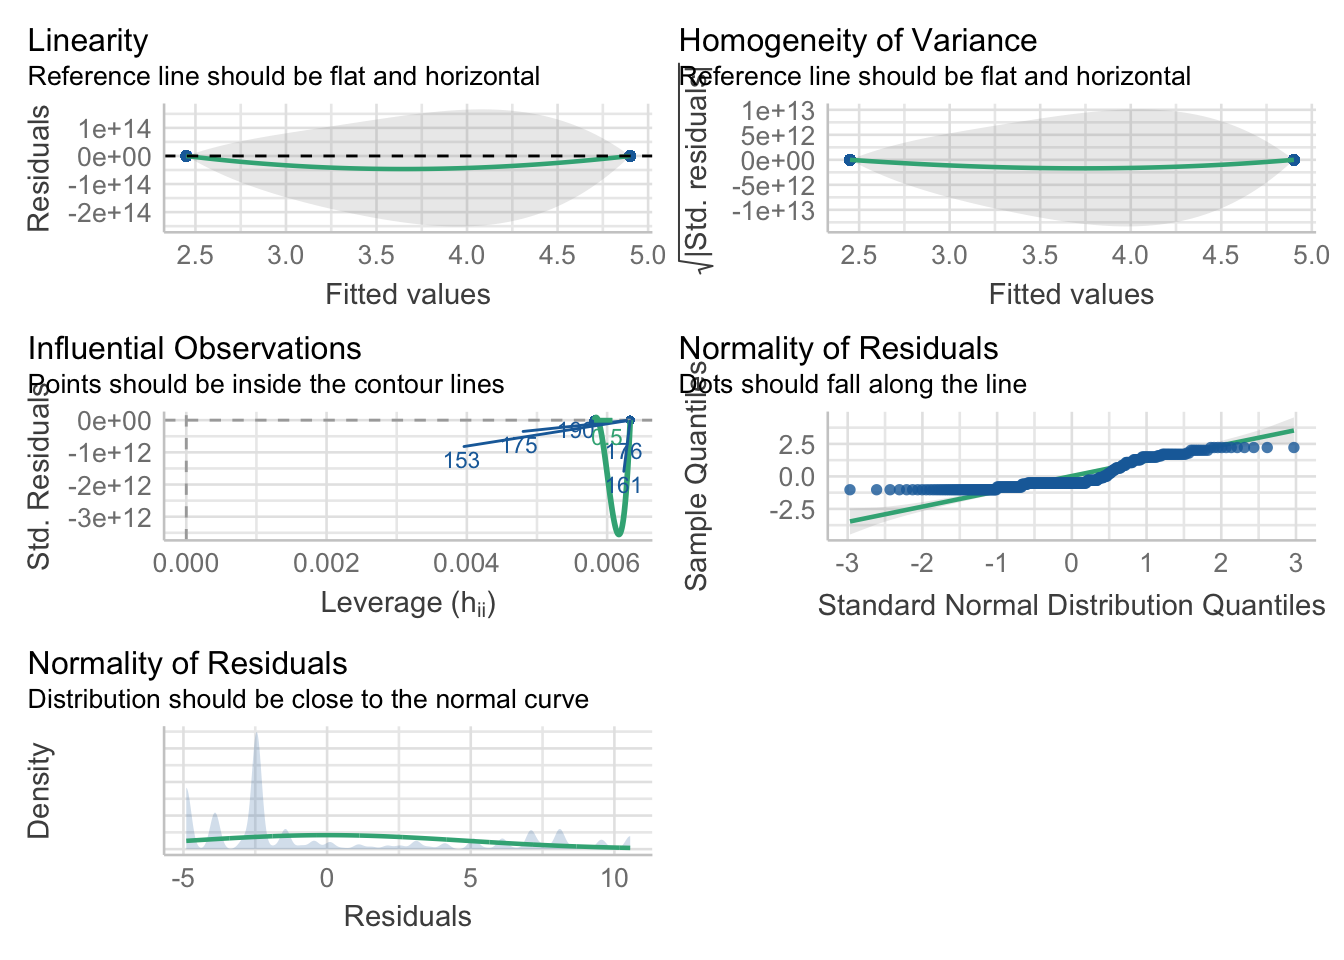 Linearity
Reference line should be flat and horizontal
Residuals
1e+14
0e+00
-1e+14
-2e+14
2.5 3.0 3.5 4.0 4.5 5.0
Fitted values
Homogeneity of Variance
Reference line should be flat and horizontal
√|Std. residuals|
1e+13
5e+12
0e+00
-5e+12
-1e+13
2.5 3.0 3.5 4.0 4.5 5.0
Fitted values
Influential Observations
Points should be inside the contour lines
Std. Residuals
0e+00
-1e+12
-2e+12
-3e+12
190
0.5
175
176
153
161
0.000 0.002 0.004 0.006
Leverage (hii)
Normality of Residuals
Dots should fall along the line
Sample Quantiles
2.5
0.0
-2.5
-3 -2 -1 0 1 2 3
Standard Normal Distribution Quantiles
Normality of Residuals
Distribution should be close to the normal curve
Density
-5 0 5 10
Residuals